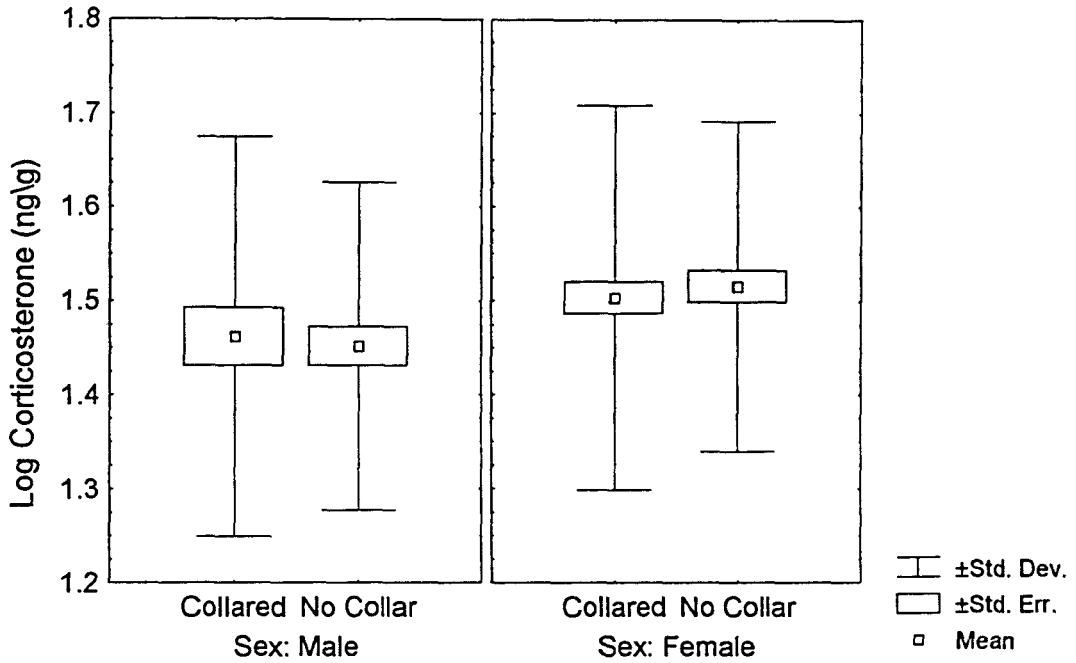 Log Corticosterone (ng\g)
1.8
1.7
1.6
1.5
1.4
1.3
1.2
Collared No Collar
Sex: Male
Collared No Collar
Sex: Female
±Std. Dev.
±Std. Err.
Mean